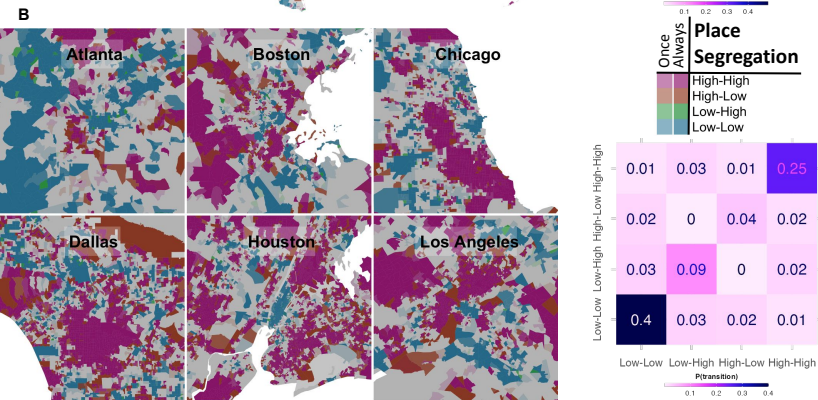 B
Atlanta
Boston
Chicago
Dallas
Houston
Los Angeles
0.1 0.2 0.3 0.4
Once
Always
Place
Segregation
High-High
High-Low
Low-High
Low-Low
High-High
0.01 0.03 0.01 0.25
High-Low
0.02 0 0.04 0.02
Low-High
0.03 0.09 0 0.02
Low-Low
0.4 0.03 0.02 0.01
Low-Low Low-High High-Low High-High
P(transition)
0.1 0.2 0.3 0.4